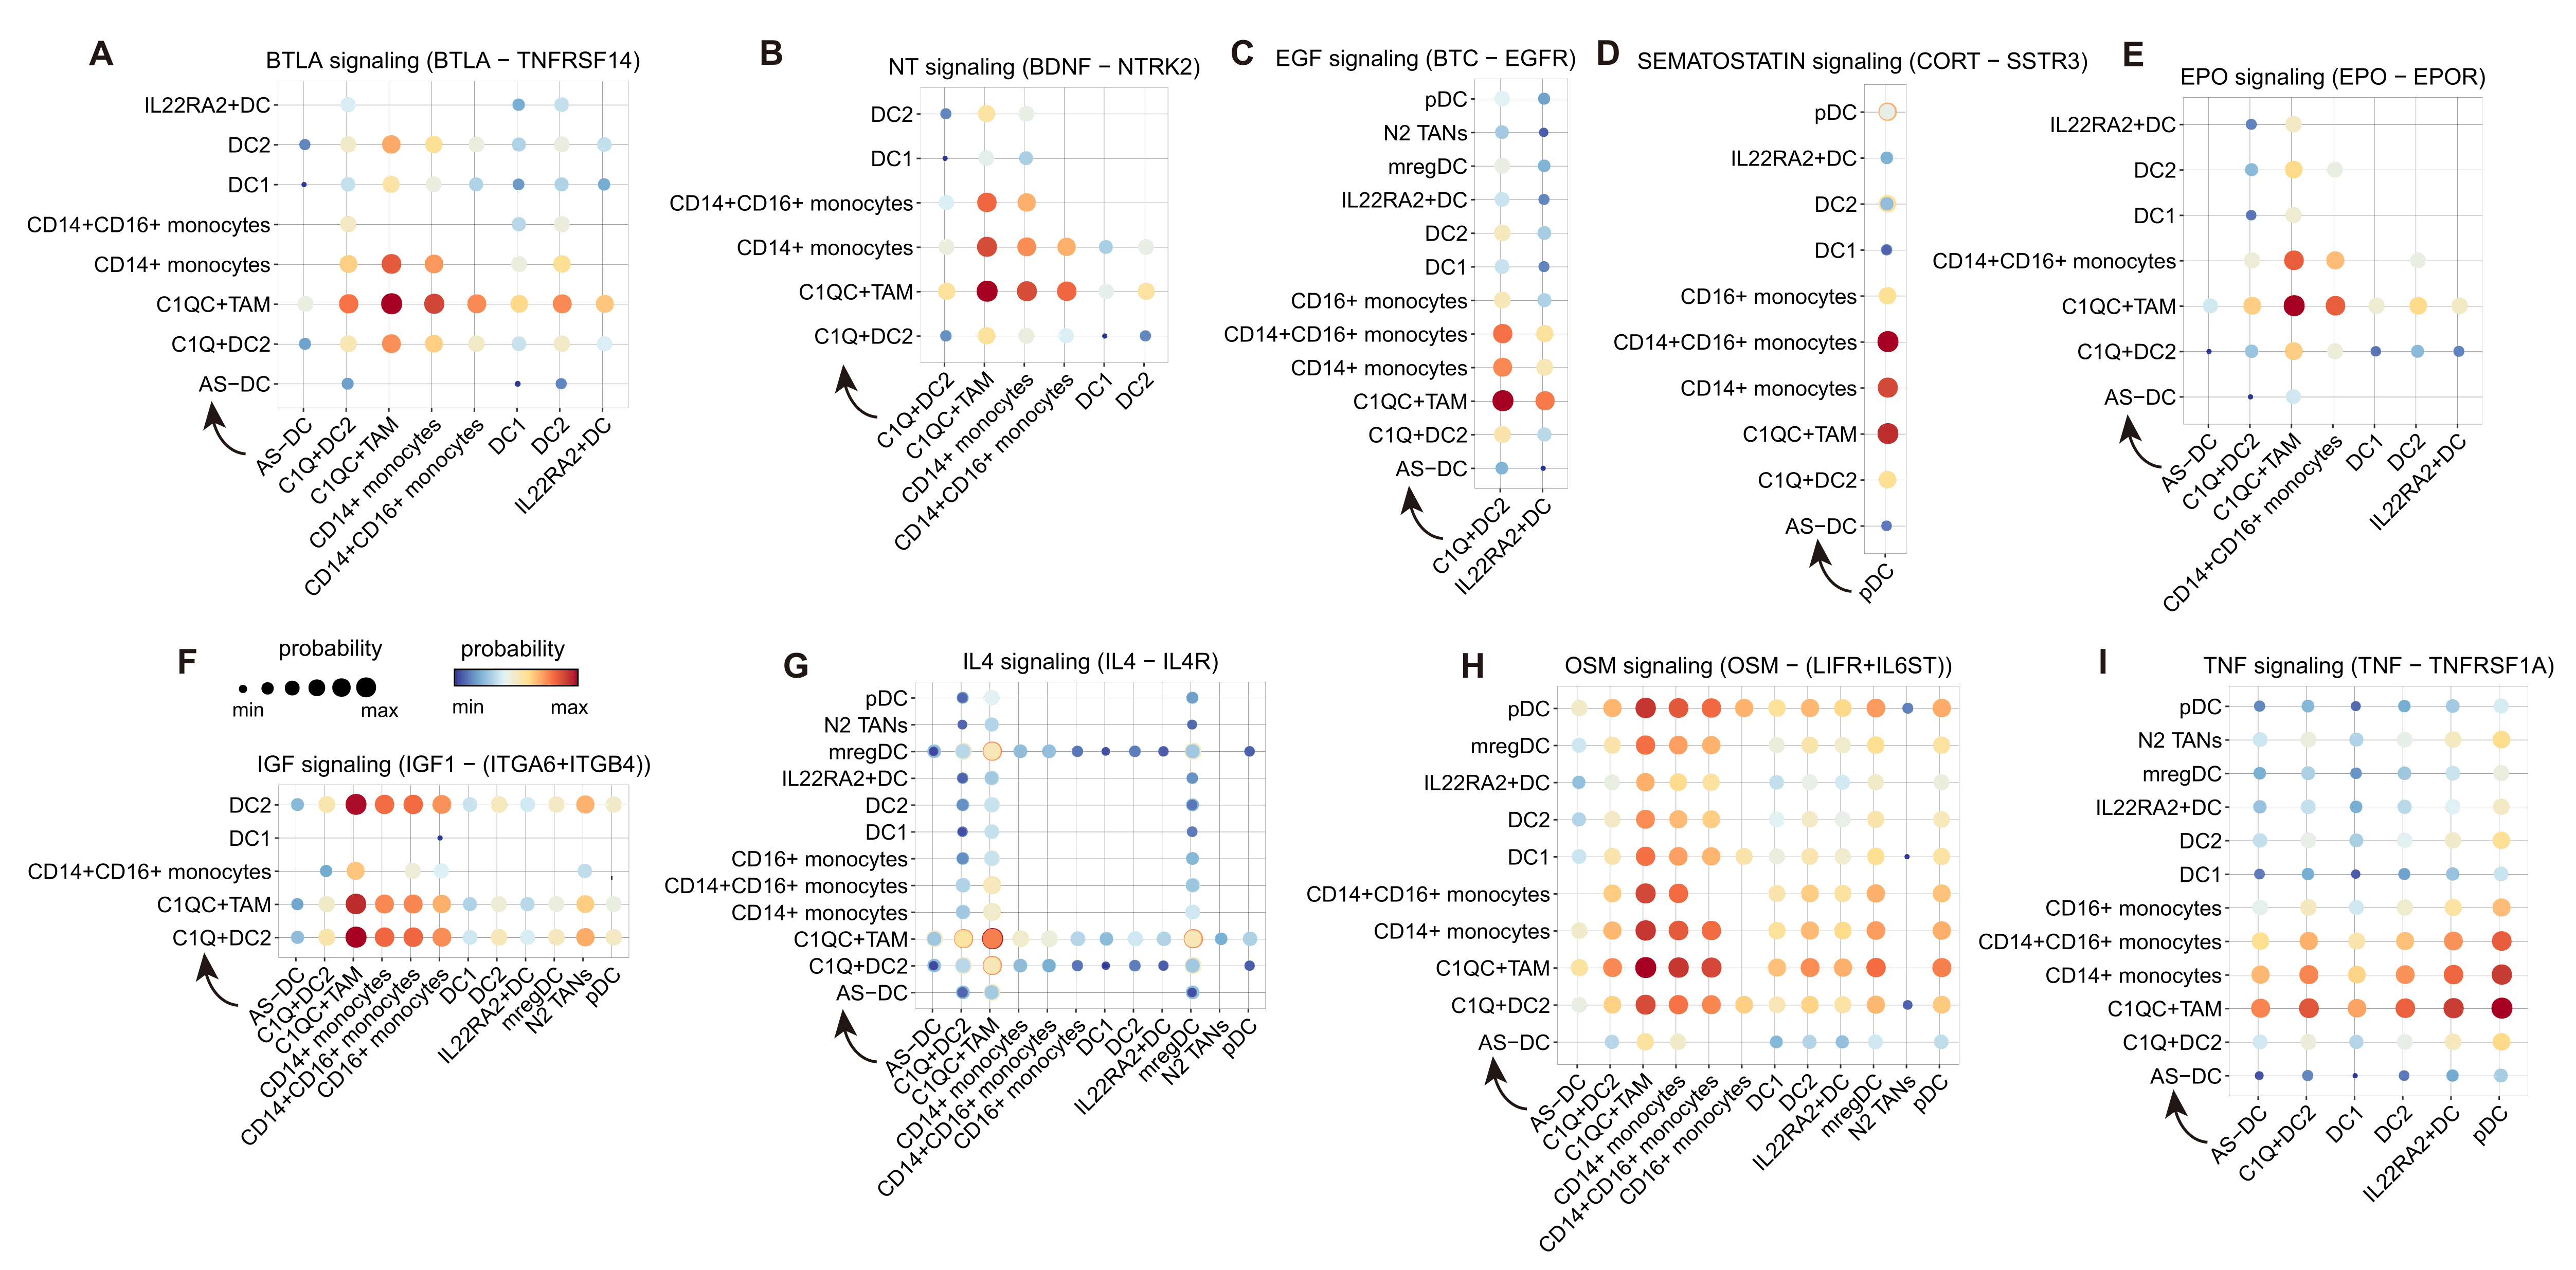 A
BTLA signaling (BTLA − TNFRSF14)
IL22RA2+DC
DC2
DC1
CD14+CD16+ monocytes
CD14+ monocytes
C1QC+TAM
C1Q+DC2
AS−DC
AS−DC
C1Q+DC2
C1QC+TAM
CD14+ monocytes
CD14+CD16+ monocytes
DC1
DC2
IL22RA2+DC
B
NT signaling (BDNF − NTRK2)
DC2
DC1
CD14+CD16+ monocytes
CD14+ monocytes
C1QC+TAM
C1Q+DC2
C1Q+DC2
C1QC+TAM
CD14+ monocytes
CD14+CD16+ monocytes
DC1
DC2
C
EGF signaling (BTC − EGFR)
pDC
N2 TANs
mregDC
IL22RA2+DC
DC2
DC1
CD16+ monocytes
CD14+CD16+ monocytes
CD14+ monocytes
C1QC+TAM
C1Q+DC2
AS−DC
C1Q+DC2
IL22RA2+DC
D
SEMATOSTATIN signaling (CORT − SSTR3)
pDC
IL22RA2+DC
DC2
DC1
CD16+ monocytes
CD14+CD16+ monocytes
CD14+ monocytes
C1QC+TAM
C1Q+DC2
AS−DC
pDC
E
EPO signaling (EPO − EPOR)
IL22RA2+DC
DC2
DC1
CD14+CD16+ monocytes
C1QC+TAM
C1Q+DC2
AS−DC
AS−DC
C1Q+DC2
C1QC+TAM
CD14+CD16+ monocytes
DC1
DC2
IL22RA2+DC
F
probability
min
max
probability
min
max
IGF signaling (IGF1 − (ITGA6+ITGB4))
DC2
DC1
CD14+CD16+ monocytes
C1QC+TAM
C1Q+DC2
AS−DC
C1Q+DC2
C1QC+TAM
CD14+ monocytes
CD14+CD16+ monocytes
CD16+ monocytes
DC1
DC2
IL22RA2+DC
mregDC
N2 TANs
pDC
G
IL4 signaling (IL4 − IL4R)
pDC
N2 TANs
mregDC
IL22RA2+DC
DC2
DC1
CD16+ monocytes
CD14+CD16+ monocytes
CD14+ monocytes
C1QC+TAM
C1Q+DC2
AS−DC
AS−DC
C1Q+DC2
C1QC+TAM
CD14+ monocytes
CD14+CD16+ monocytes
CD16+ monocytes
DC1
DC2
IL22RA2+DC
mregDC
N2 TANs
pDC
H
OSM signaling (OSM − (LIFR+IL6ST))
pDC
mregDC
IL22RA2+DC
DC2
DC1
CD14+CD16+ monocytes
CD14+ monocytes
C1QC+TAM
C1Q+DC2
AS−DC
AS−DC
C1Q+DC2
C1QC+TAM
CD14+ monocytes
CD14+CD16+ monocytes
CD16+ monocytes
DC1
DC2
IL22RA2+DC
mregDC
N2 TANs
pDC
I
TNF signaling (TNF − TNFRSF1A)
pDC
N2 TANs
mregDC
IL22RA2+DC
DC2
DC1
CD16+ monocytes
CD14+CD16+ monocytes
CD14+ monocytes
C1QC+TAM
C1Q+DC2
AS−DC
AS−DC
C1Q+DC2
DC1
DC2
IL22RA2+DC
pDC